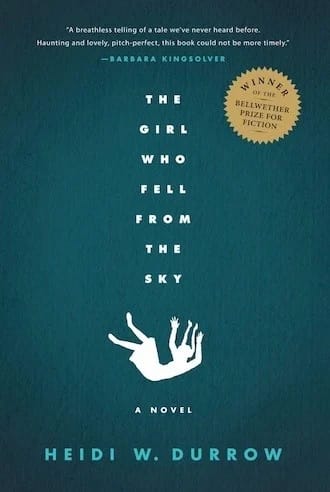 "A breathless telling of a tale we've never heard before.
Haunting and lovely, pitch-perfect, this book could not be more timely."
—BARBARA KINGSOLVER
WINNER
OF THE
BELLWETHER
PRIZE FOR
FICTION
THE
GIRL
WHO
FELL
FROM
THE
SKY
A NOVEL
HEIDI W. DURROW